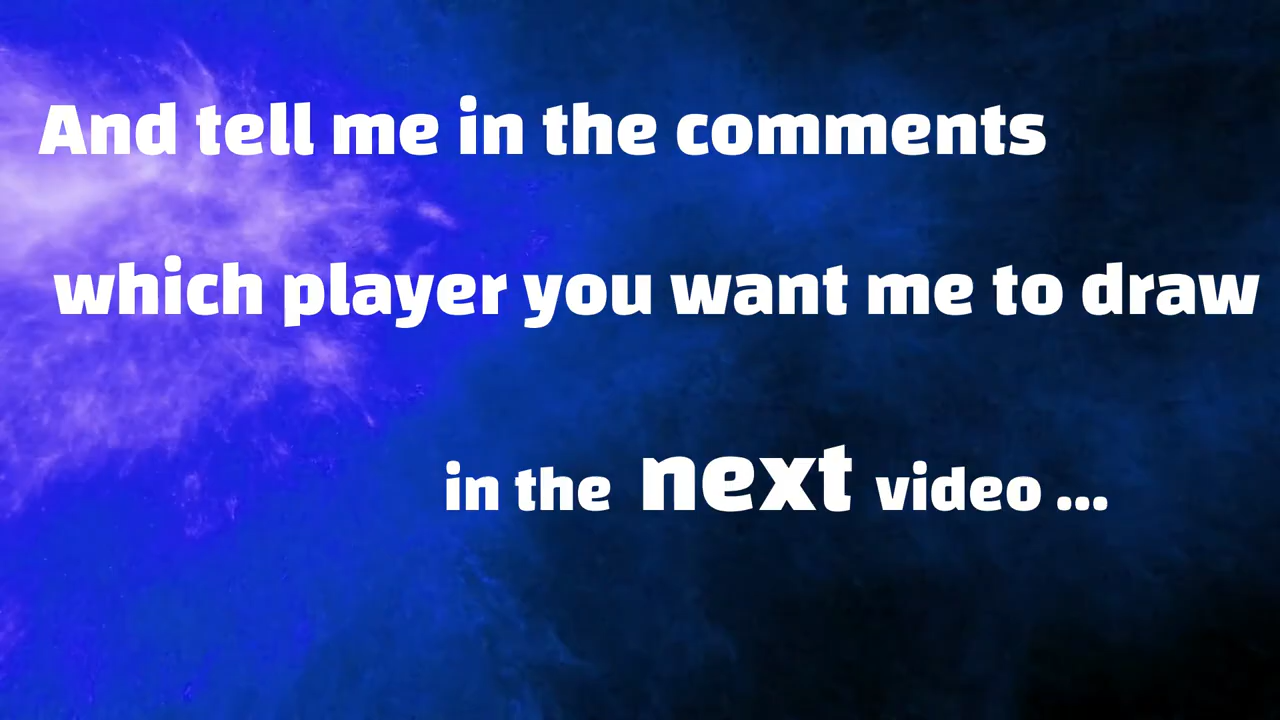 And tell me in the comments
which player you want me to draw
in the next video ...